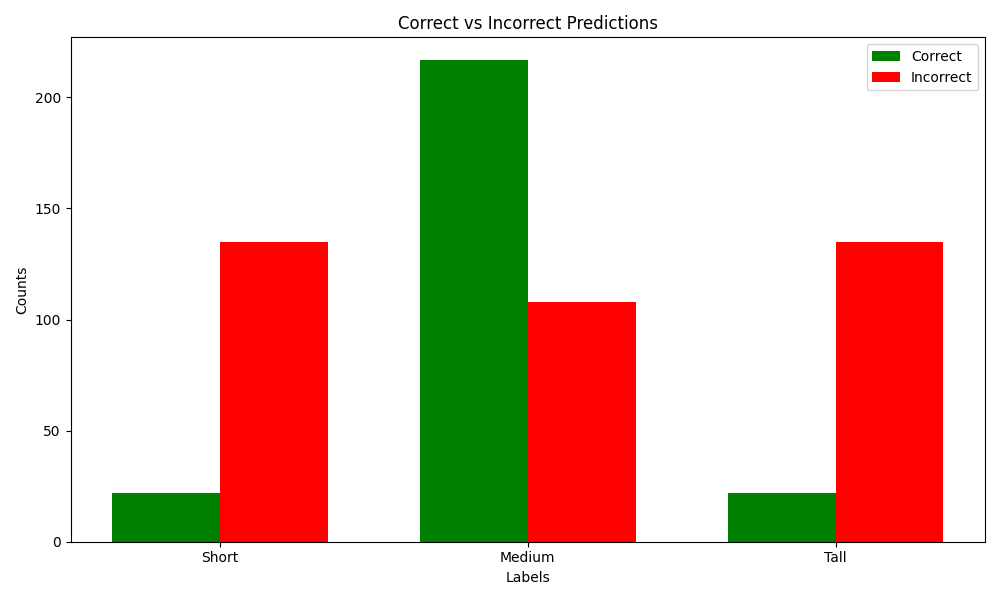 Correct vs Incorrect Predictions
Correct
Incorrect
Counts
200
150
100
50
0
Short Medium Tall
Labels